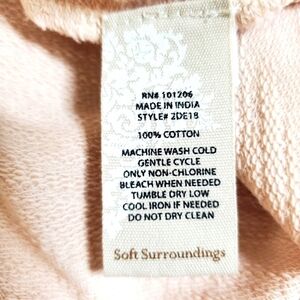 RN# 101206
MADE IN INDIA
STYLE# 2DE18
100% COTTON
MACHINE WASH COLD
GENTLE CYCLE
ONLY NON-CHLORINE
BLEACH WHEN NEEDED
TUMBLE DRY LOW
COOL IRON IF NEEDED
DO NOT DRY CLEAN
Soft Surroundings